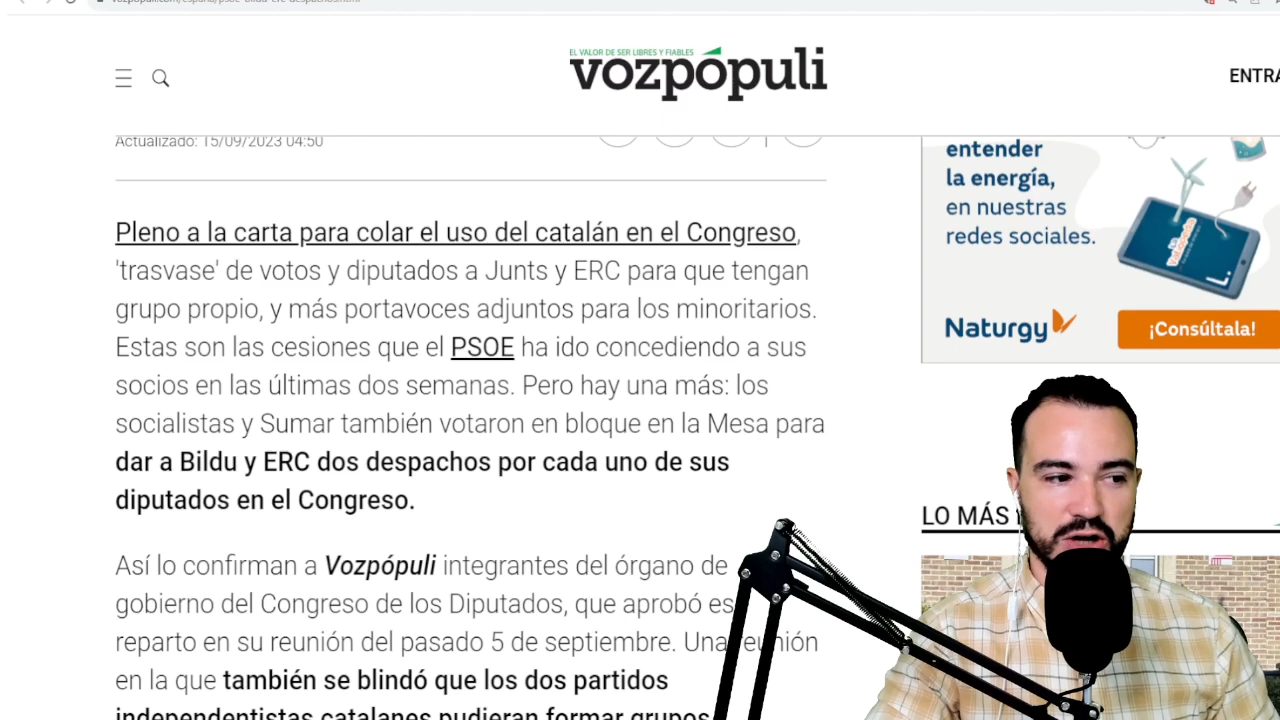 EL VALOR DE SER LIBRES Y FIABLES
vozpópuli
ENTRA
Actualizado: 15/09/2023 04:50
Pleno a la carta para colar el uso del catalán en el Congreso,
'trasvase' de votos y diputados a Junts y ERC para que tengan
grupo propio, y más portavoces adjuntos para los minoritarios.
Estas son las cesiones que el PSOE ha ido concediendo a sus
socios en las últimas dos semanas. Pero hay una más: los
socialistas y Sumar también votaron en bloque en la Mesa para
dar a Bildu y ERC dos despachos por cada uno de sus
diputados en el Congreso.
Así lo confirman a Vozpópuli integrantes del órgano de
gobierno del Congreso de los Diputados, que aprobó es
reparto en su reunión del pasado 5 de septiembre. Una reunión
en la que también se blindó que los dos partidos
independentistas catalanes pudieran formar grupos
entender
la energía,
en nuestras
redes sociales.
Naturgy
¡Consúltala!
LO MÁS